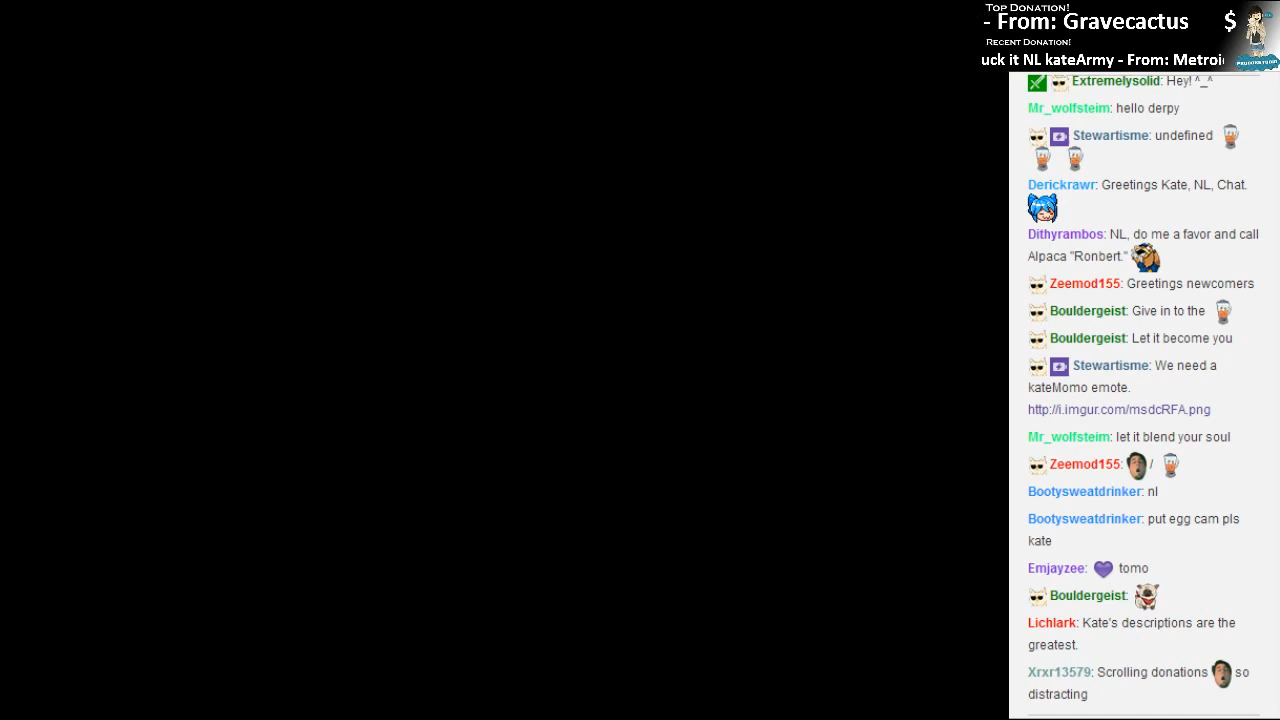 Top Donation!
- From: Gravecactus $
Recent Donation!
uck it NL kateArmy - From: Metroi
Extremelysolid: Hey! ^_^
Mr_wolfsteim: hello derpy
Stewartisme: undefined
Derickrawr: Greetings Kate, NL, Chat.
Dithyrambos: NL, do me a favor and call
Alpaca "Ronbert."
Zeemod155: Greetings newcomers
Bouldergeist: Give in to the
Bouldergeist: Let it become you
Stewartisme: We need a
kateMomo emote.
http://i.imgur.com/msdcRFA.png
Mr_wolfsteim: let it blend your soul
Zeemod155: /
Bootysweatdrinker: nl
Bootysweatdrinker: put egg cam pls
kate
Emjayzee: tomo
Bouldergeist:
Lichlark: Kate's descriptions are the
greatest.
Xrxr13579: Scrolling donations so
distracting